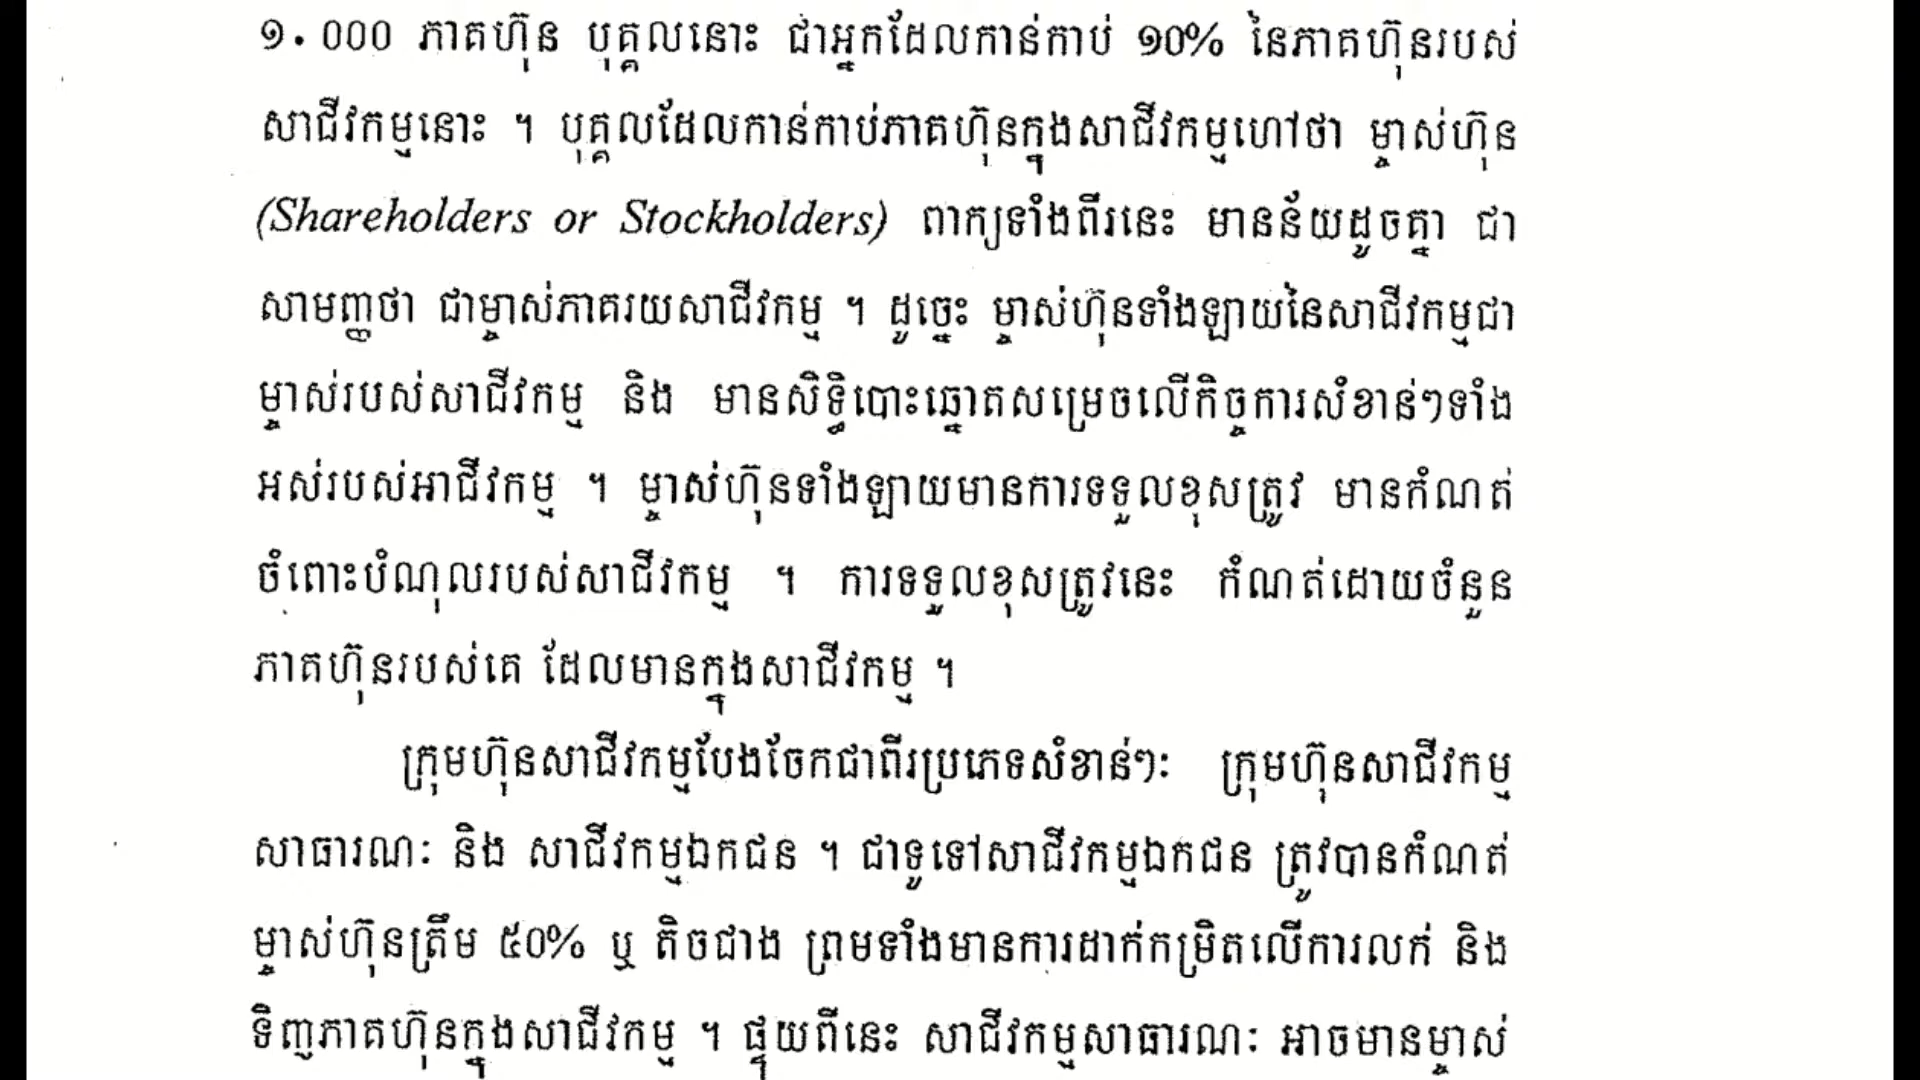 ១.០០០ ភាគហ៊ុន បុគ្គលនោះ ជាអ្នកដែលកាន់កាប់ ១០% នៃភាគហ៊ុនរបស់
សាជីវកម្មនោះ ។ បុគ្គលដែលកាន់កាប់ភាគហ៊ុនក្នុងសាជីវកម្មហៅថា ម្ចាស់ហ៊ុន
(Shareholders or Stockholders) ពាក្យទាំងពីរនេះ មានន័យដូចគ្នា ជា
សាមញ្ញថា ជាម្ចាស់ភាគរយសាជីវកម្ម ។ ដូច្នេះ ម្ចាស់ហ៊ុនទាំងឡាយនៃសាជីវកម្មជា
ម្ចាស់របស់សាជីវកម្ម និង មានសិទ្ធិបោះឆ្នោតសម្រេចលើកិច្ចការសំខាន់ៗទាំង
អស់របស់អាជីវកម្ម ។ ម្ចាស់ហ៊ុនទាំងឡាយមានការទទួលខុសត្រូវ មានកំណត់
ចំពោះបំណុលរបស់សាជីវកម្ម ។ ការទទួលខុសត្រូវនេះ កំណត់ដោយចំនួន
ភាគហ៊ុនរបស់គេ ដែលមានក្នុងសាជីវកម្ម ។
ក្រុមហ៊ុនសាជីវកម្មបែងចែកជាពីរប្រភេទសំខាន់ៗ: ក្រុមហ៊ុនសាជីវកម្ម
សាធារណៈ និង សាជីវកម្មឯកជន ។ ជាទូទៅសាជីវកម្មឯកជន ត្រូវបានកំណត់
ម្ចាស់ហ៊ុនត្រឹម ៥០% ឬ តិចជាង ព្រមទាំងមានការដាក់កម្រិតលើការលក់ និង
ទិញភាគហ៊ុនក្នុងសាជីវកម្ម ។ ផ្ទុយពីនេះ សាជីវកម្មសាធារណៈ អាចមានម្ចាស់